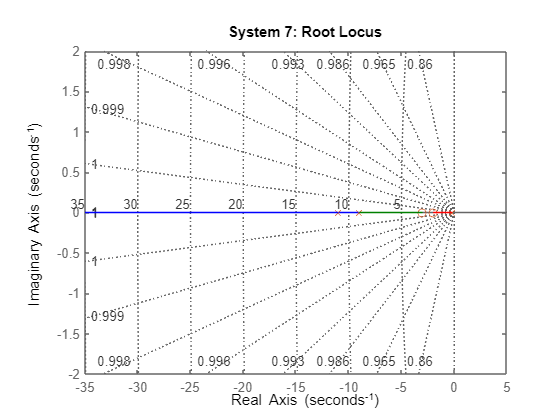 System 7: Root Locus
2
0.998 0.996 0.993 0.986 0.965 0.86
1.5
0.999
1
0.5
1
35 30 25 20 15 10 5
0 1
-0.5
1
-1
0.999
-1.5
0.998 0.996 0.993 0.986 0.965 0.86
-2
-35 -30 -25 -20 -15 -10 -5 0 5
Real Axis (seconds-1)
Imaginary Axis (seconds-1)